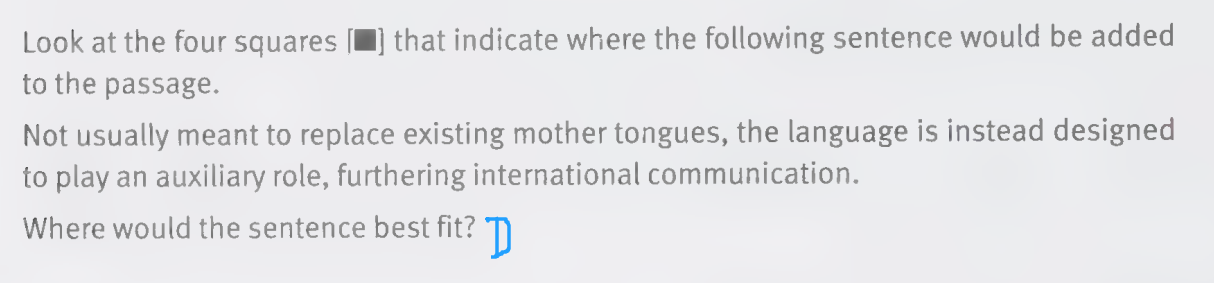 Look at the four squares [■] that indicate where the following sentence would be added
to the passage.
Not usually meant to replace existing mother tongues, the language is instead designed
to play an auxiliary role, furthering international communication.
Where would the sentence best fit? D